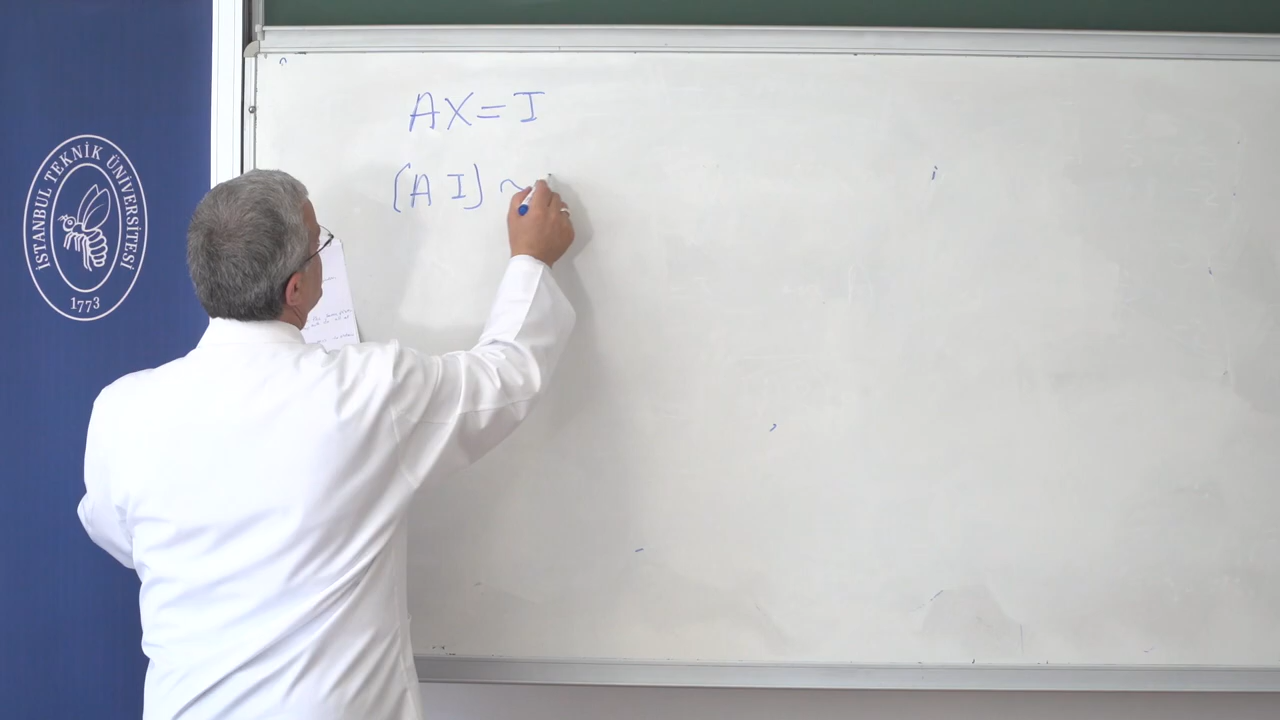 AX = I
[A I] ~
İSTANBUL TEKNİK ÜNİVERSİTESİ
1773